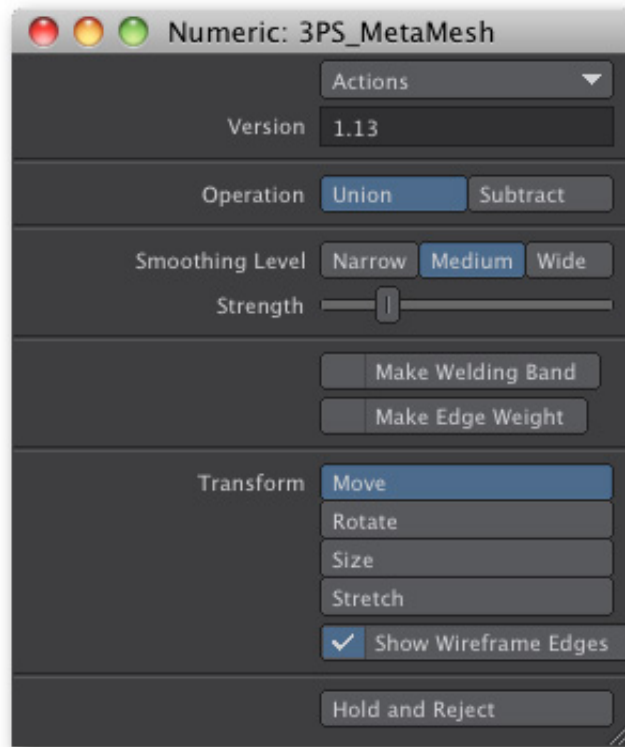 Numeric: 3PS_MetaMesh
Actions
Version 1.13
Operation Union Subtract
Smoothing Level Narrow Medium Wide
Strength
Make Welding Band
Make Edge Weight
Transform Move
Rotate
Size
Stretch
Show Wireframe Edges
Hold and Reject